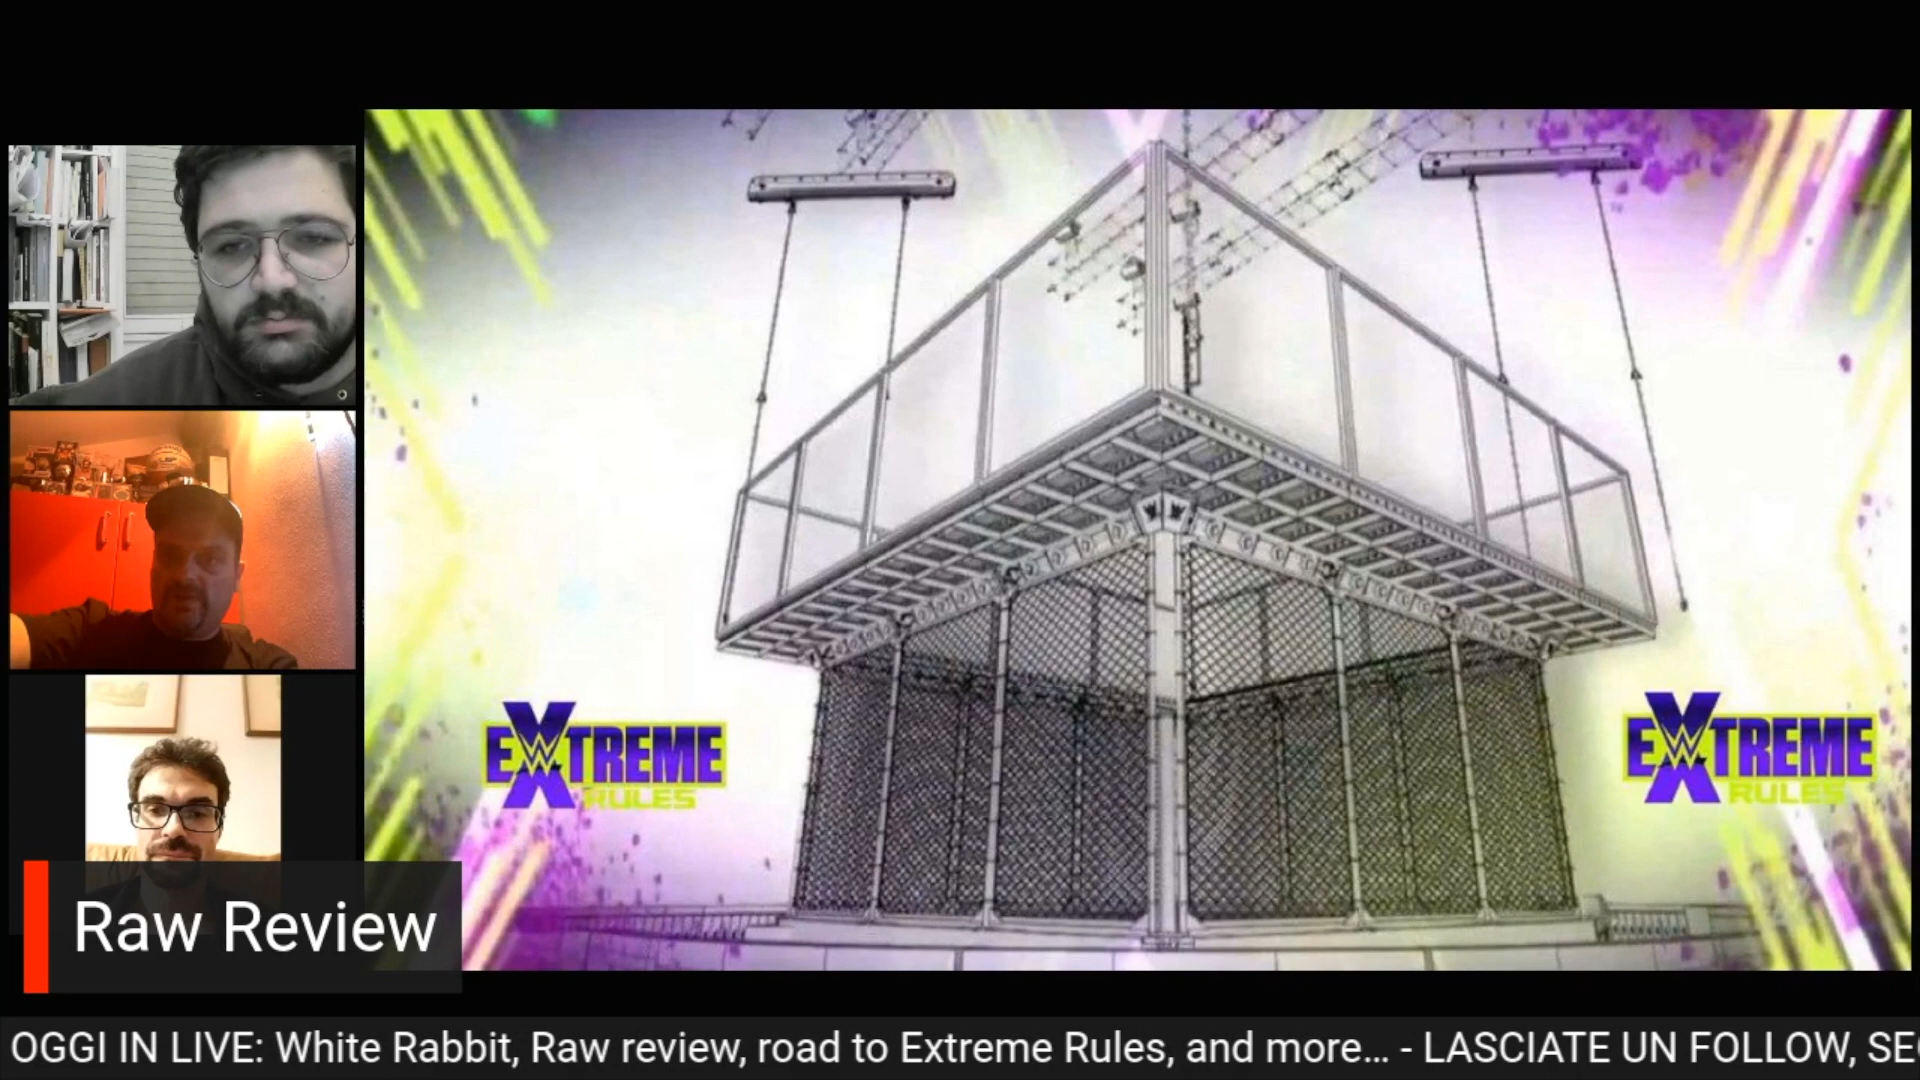 EXTREME
RULES
EXTREME
RULES
Raw Review
OGGI IN LIVE: White Rabbit, Raw review, road to Extreme Rules, and more... - LASCIATE UN FOLLOW,